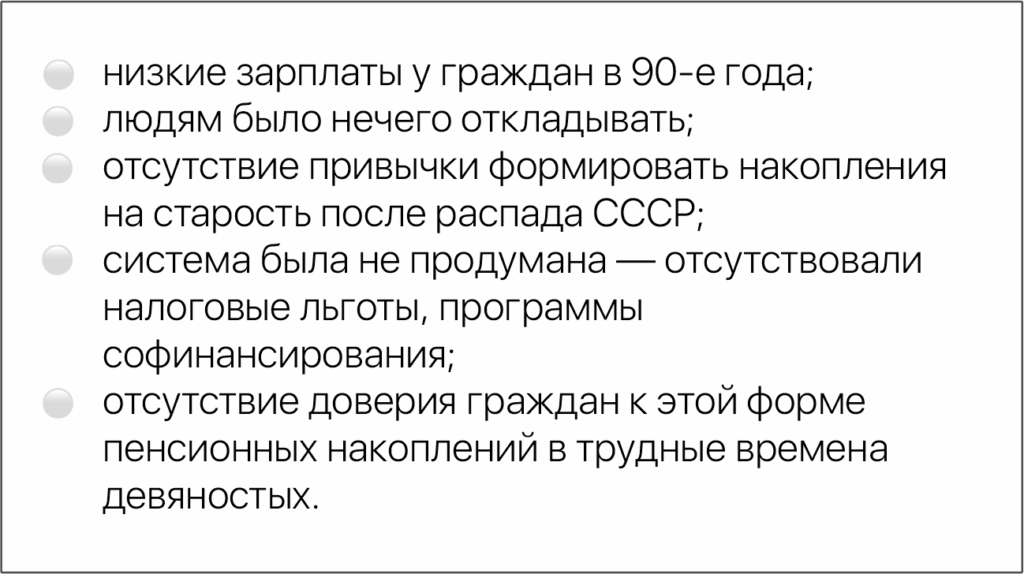 низкие зарплаты у граждан в 90-е года;
людям было нечего откладывать;
отсутствие привычки формировать накопления
на старость после распада СССР;
система была не продумана — отсутствовали
налоговые льготы, программы
софинансирования;
отсутствие доверия граждан к этой форме
пенсионных накоплений в трудные времена
девяностых.